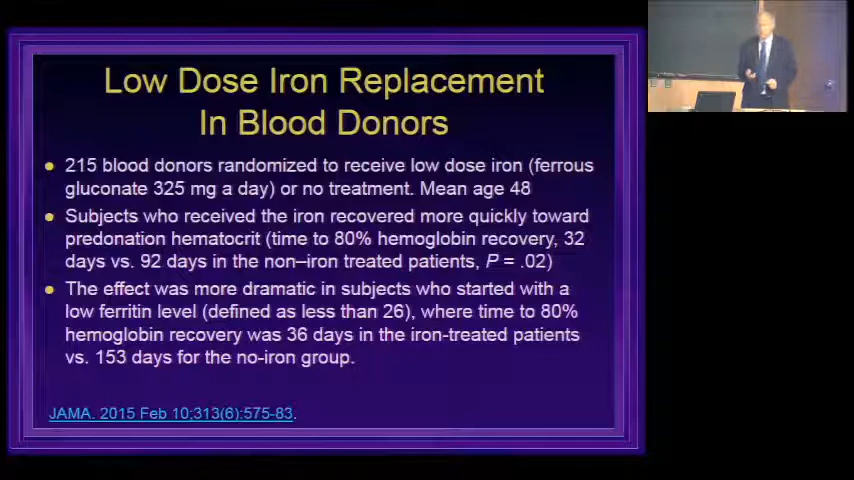 Low Dose Iron Replacement
In Blood Donors
215 blood donors randomized to receive low dose iron (ferrous
gluconate 325 mg a day) or no treatment. Mean age 48
Subjects who received the iron recovered more quickly toward
predonation hematocrit (time to 80% hemoglobin recovery, 32
days vs. 92 days in the non–iron treated patients, P = .02)
The effect was more dramatic in subjects who started with a
low ferritin level (defined as less than 26), where time to 80%
hemoglobin recovery was 36 days in the iron-treated patients
vs. 153 days for the no-iron group.
JAMA. 2015 Feb 10;313(6):575-83.